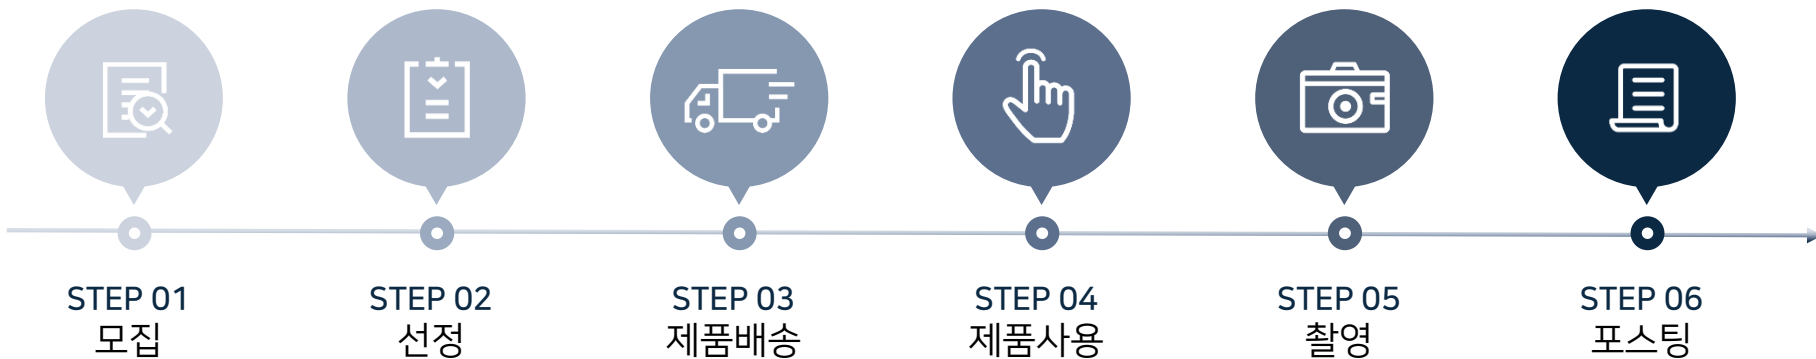 STEP 01
모집
STEP 02
선정
STEP 03
제품배송
STEP 04
제품사용
STEP 05
촬영
STEP 06
포스팅